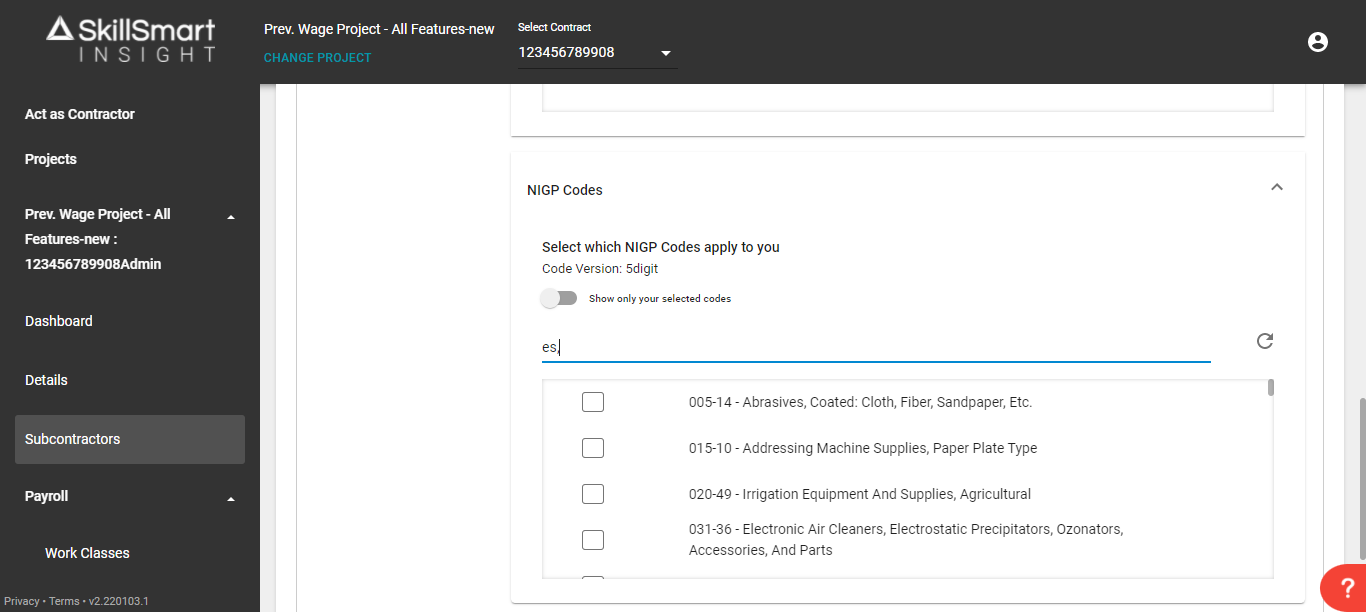 SkillSmart
INSIGHT
Prev. Wage Project - All Features-new
CHANGE PROJECT
Select Contract
123456789908
Act as Contractor
Projects
Prev. Wage Project - All
Features-new :
123456789908Admin
Dashboard
Details
Subcontractors
Payroll
Work Classes
Privacy • Terms • v2.220103.1
NIGP Codes
Select which NIGP Codes apply to you
Code Version: 5digit
Show only your selected codes
es,
005-14 - Abrasives, Coated: Cloth, Fiber, Sandpaper, Etc.
015-10 - Addressing Machine Supplies, Paper Plate Type
020-49 - Irrigation Equipment And Supplies, Agricultural
031-36 - Electronic Air Cleaners, Electrostatic Precipitators, Ozonators,
Accessories, And Parts
?